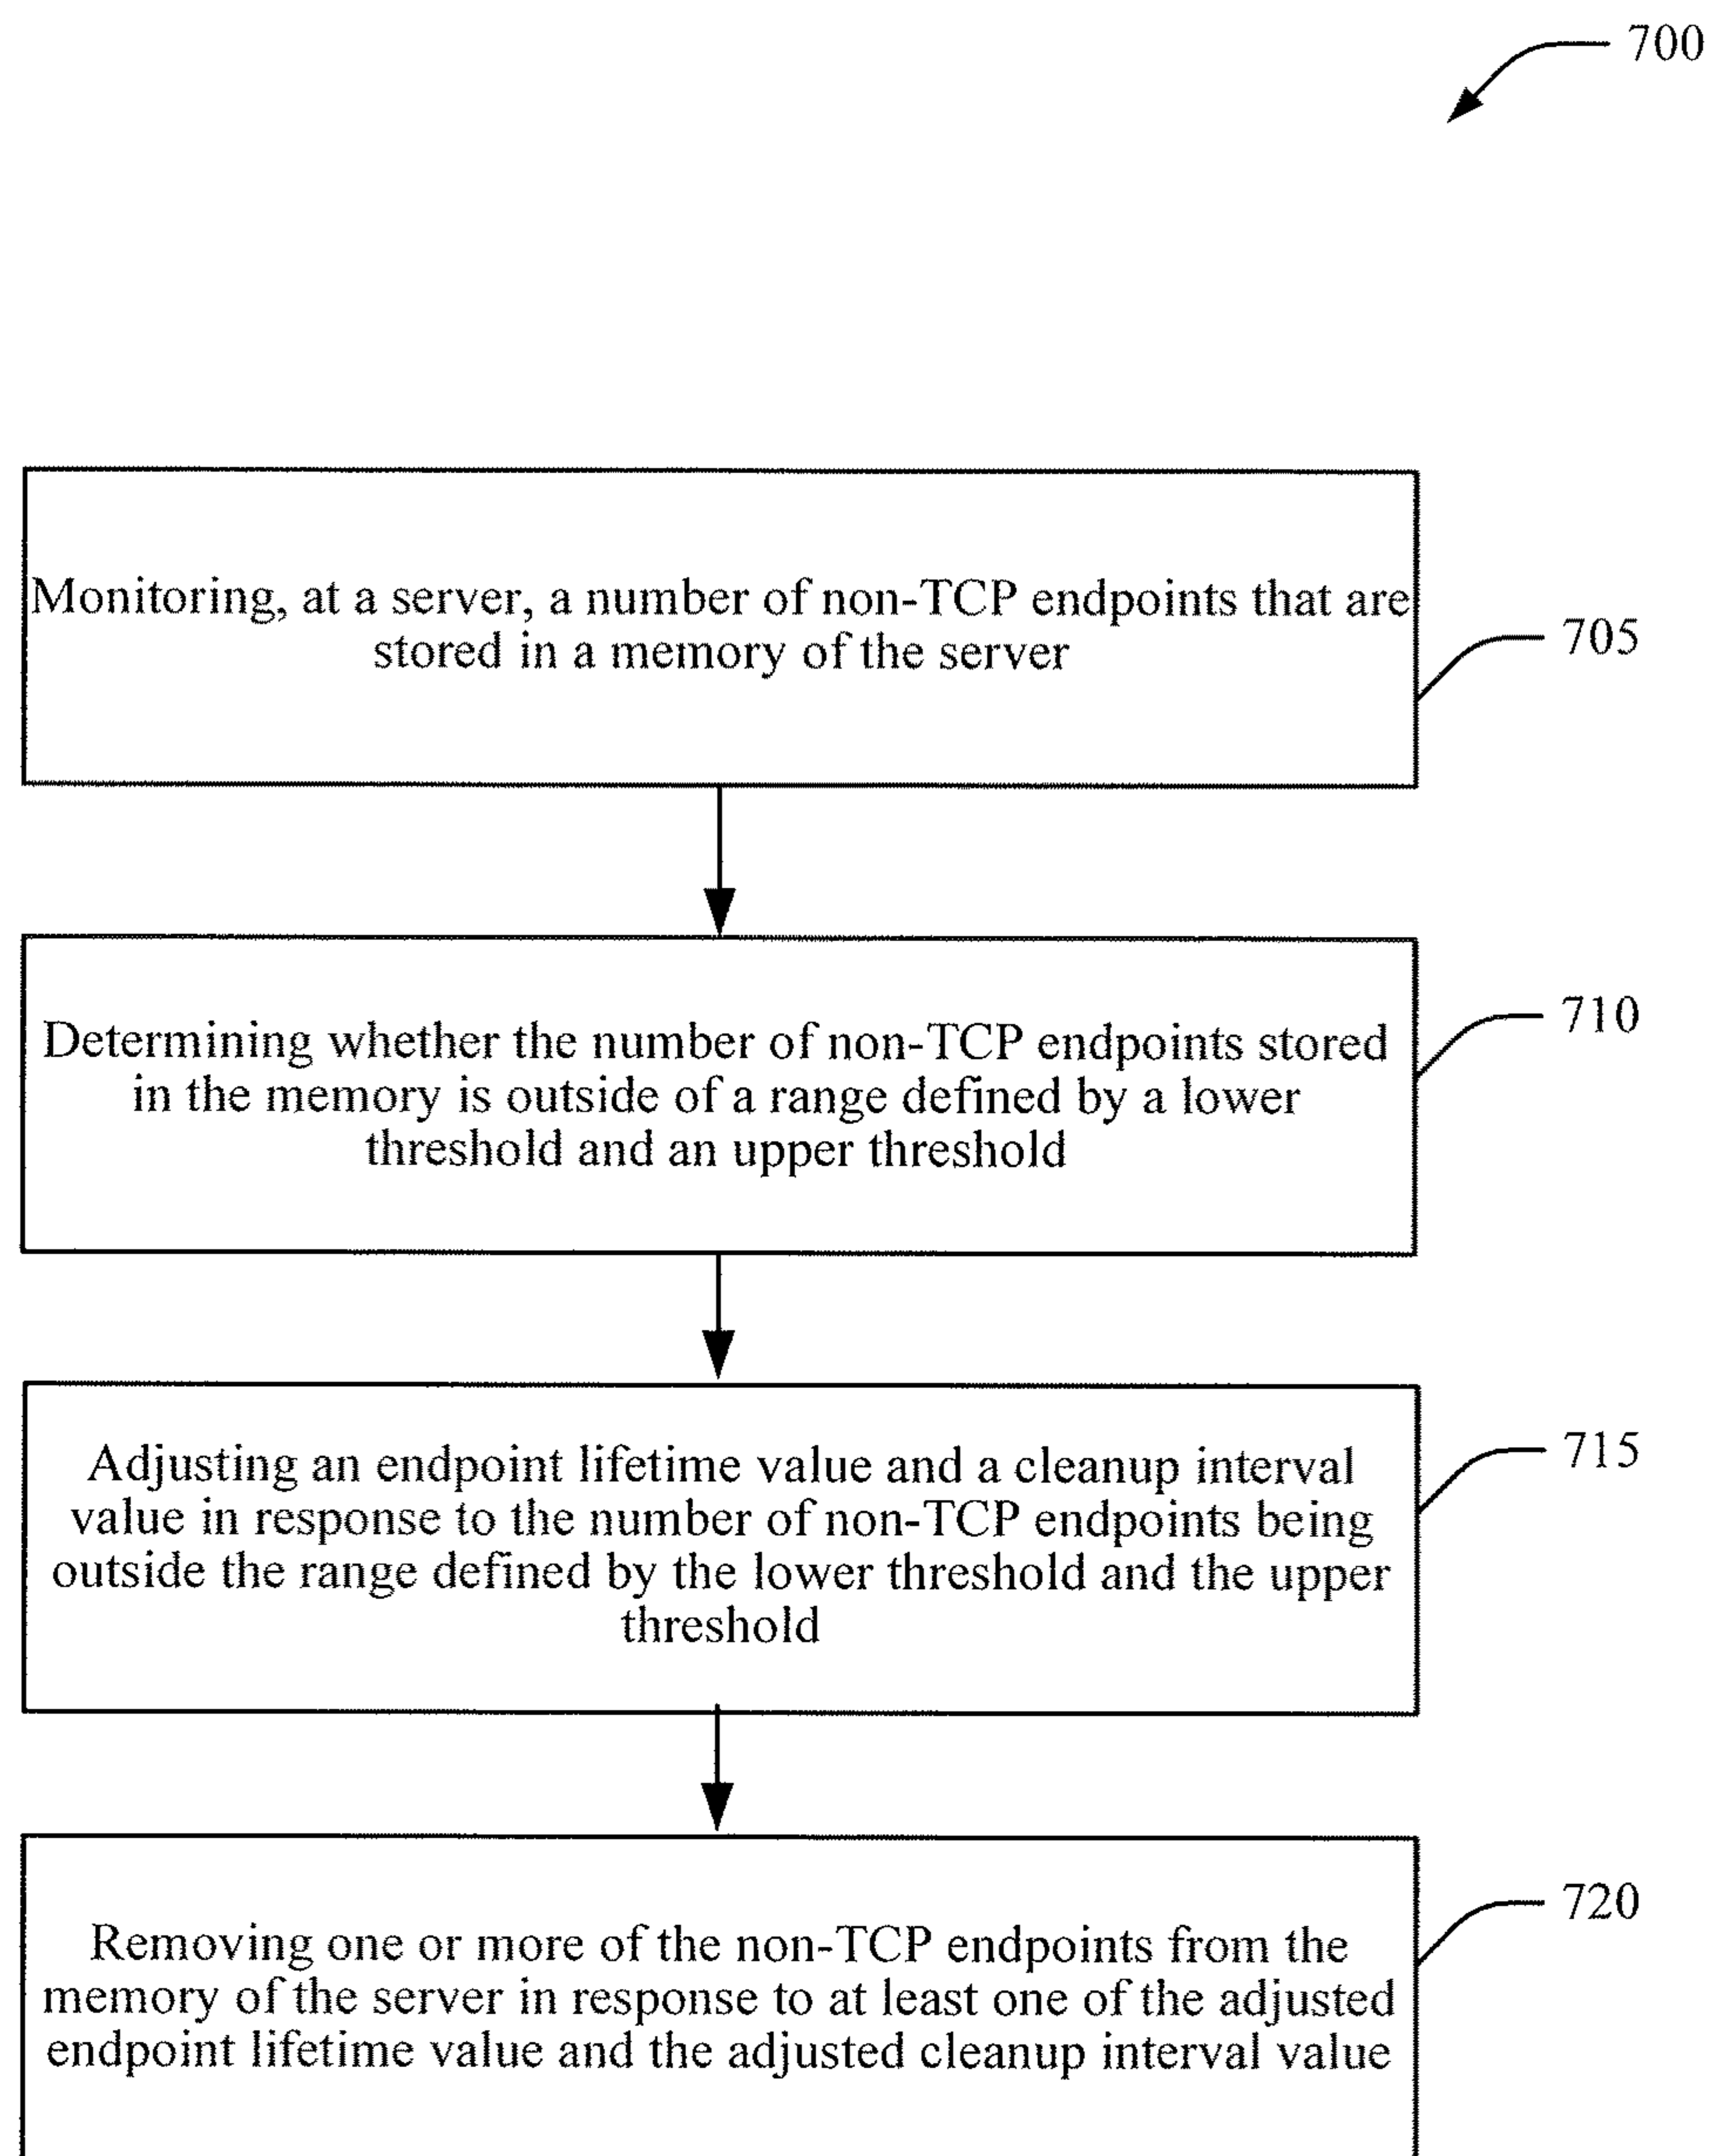 700
Monitoring, at a server, a number of non-TCP endpoints that are
stored in a memory of the server
705
Determining whether the number of non-TCP endpoints stored
in the memory is outside of a range defined by a lower
threshold and an upper threshold
710
Adjusting an endpoint lifetime value and a cleanup interval
value in response to the number of non-TCP endpoints being
outside the range defined by the lower threshold and the upper
threshold
715
Removing one or more of the non-TCP endpoints from the
memory of the server in response to at least one of the adjusted
endpoint lifetime value and the adjusted cleanup interval value
720